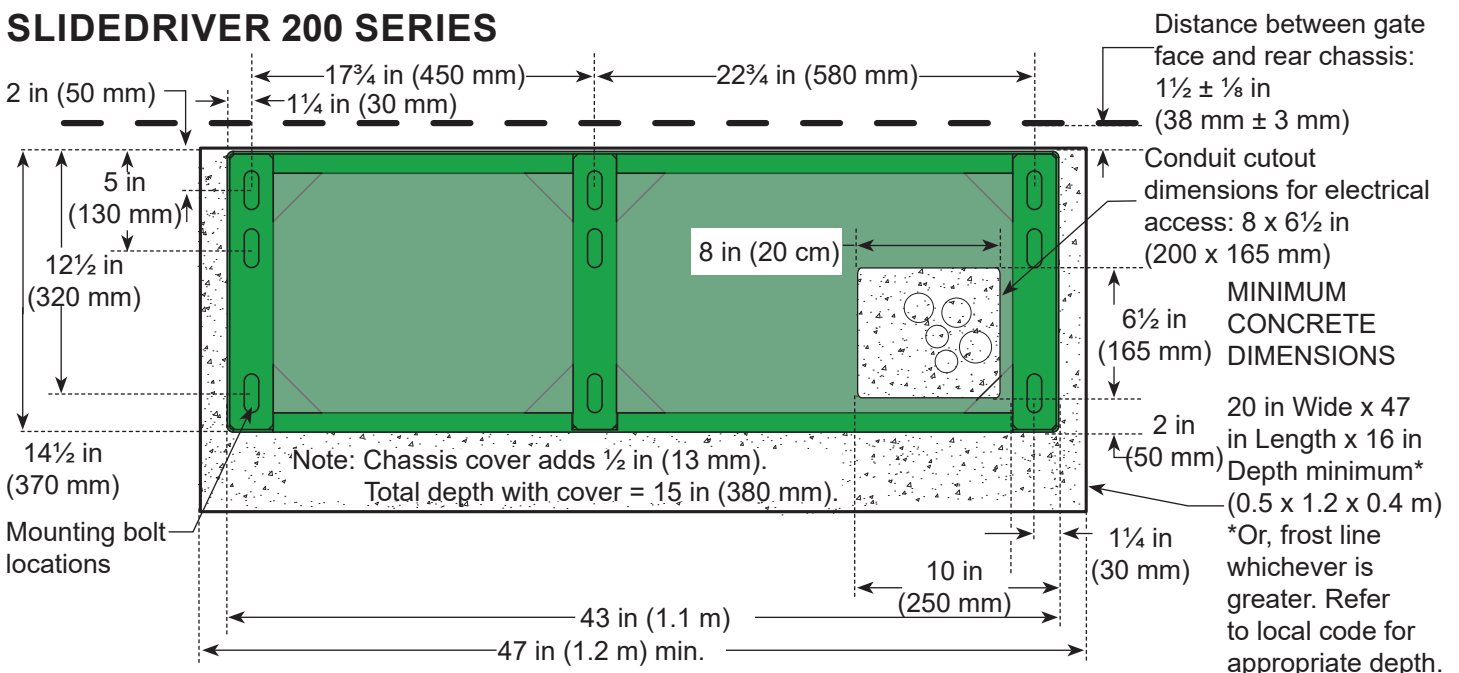 SLIDEDRIVER 200 SERIES
17¾ in (450 mm)
22¾ in (580 mm)
2 in (50 mm)
1¼ in (30 mm)
Distance between gate
face and rear chassis:
1½ ± ⅛ in
(38 mm ± 3 mm)
Conduit cutout
dimensions for electrical
access: 8 x 6½ in
(200 x 165 mm)
5 in
(130 mm)
12½ in
(320 mm)
14½ in
(370 mm)
8 in (20 cm)
6½ in
(165 mm)
MINIMUM
CONCRETE
DIMENSIONS
20 in Wide x 47
in Length x 16 in
Depth minimum*
(0.5 x 1.2 x 0.4 m)
*Or, frost line
whichever is
greater. Refer
to local code for
appropriate depth.
2 in
(50 mm)
Note: Chassis cover adds ½ in (13 mm).
Total depth with cover = 15 in (380 mm).
Mounting bolt
locations
1¼ in
(30 mm)
10 in
(250 mm)
43 in (1.1 m)
47 in (1.2 m) min.